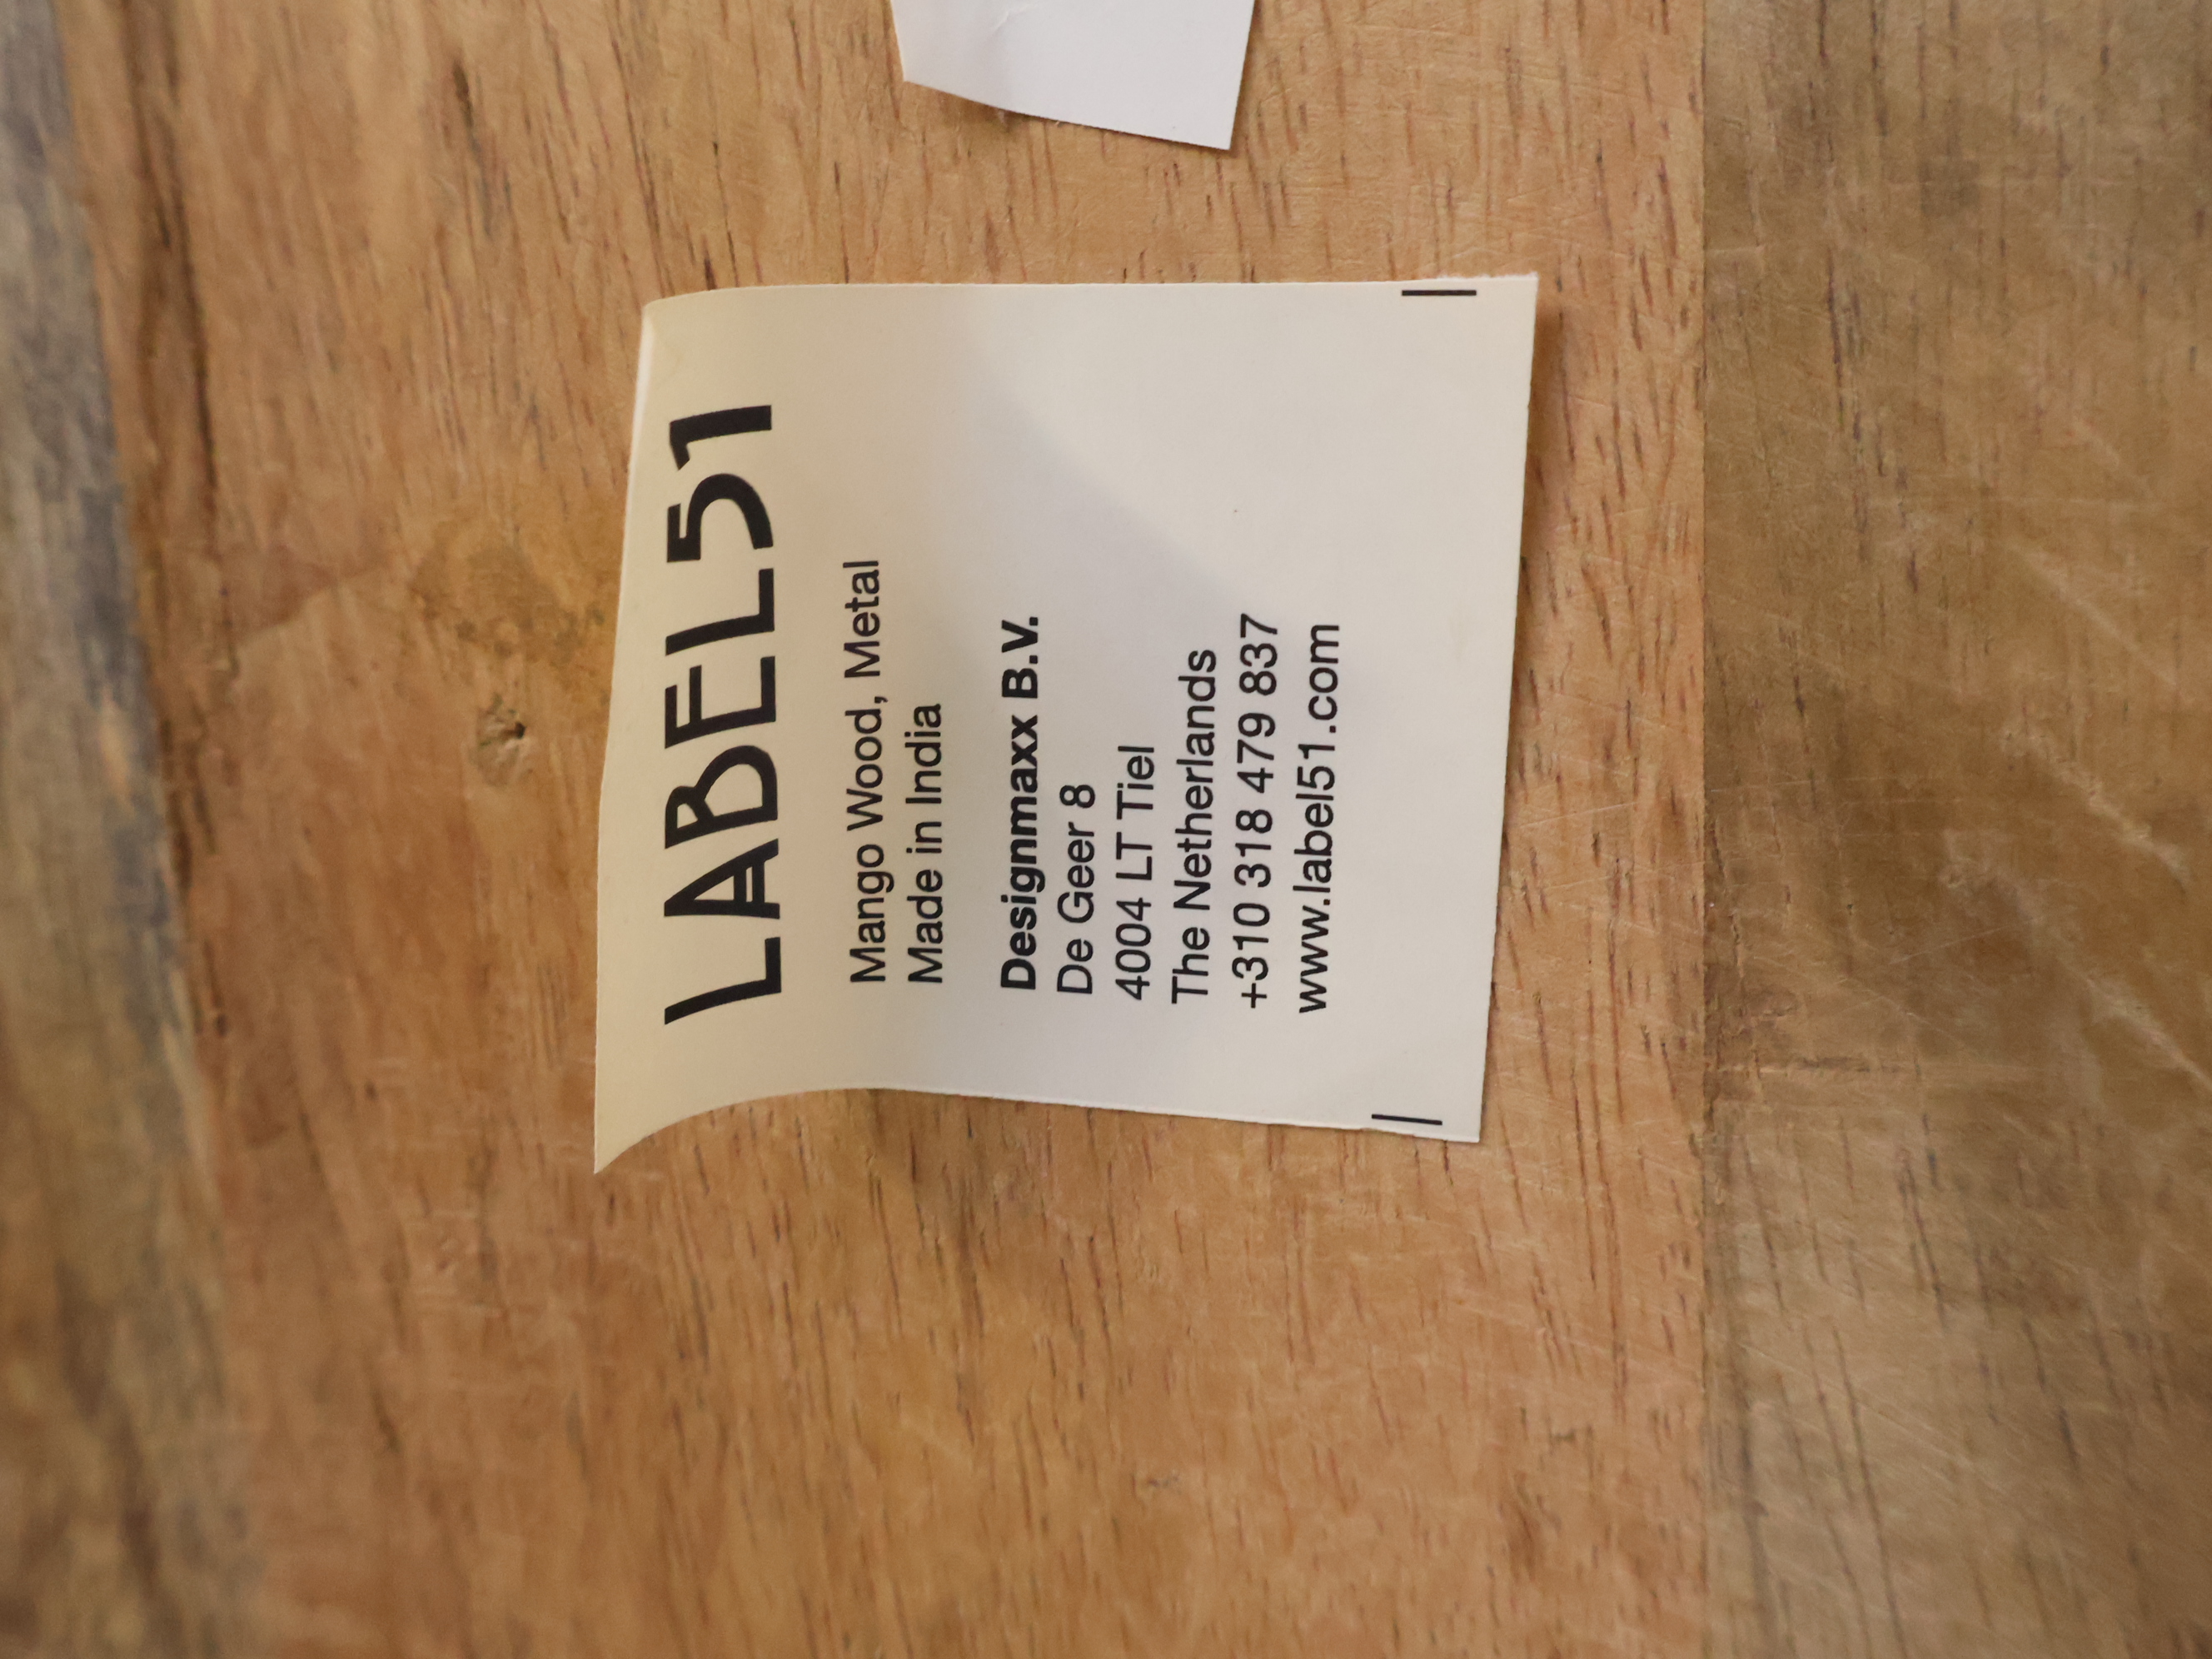 LABEL51
Mango Wood, Metal
Made in India
Designmaxx B.V.
De Geer 8
4004 LT Tiel
The Netherlands
+310 318 479 837
www.label51.com